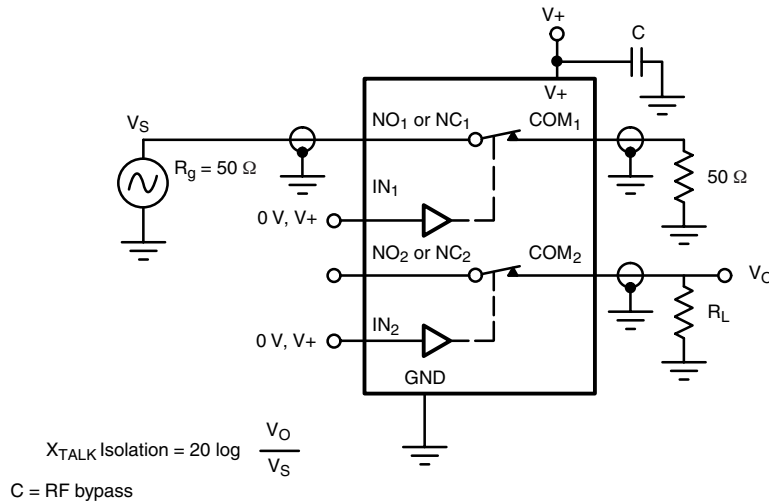 V+
C
V+
VS
NO1 or NC1
COM1
Rg = 50 Ω
50 Ω
IN1
0 V, V+
NO2 or NC2
COM2
VO
RL
IN2
0 V, V+
GND
XTALK Isolation = 20 log VO
VS
C = RF bypass